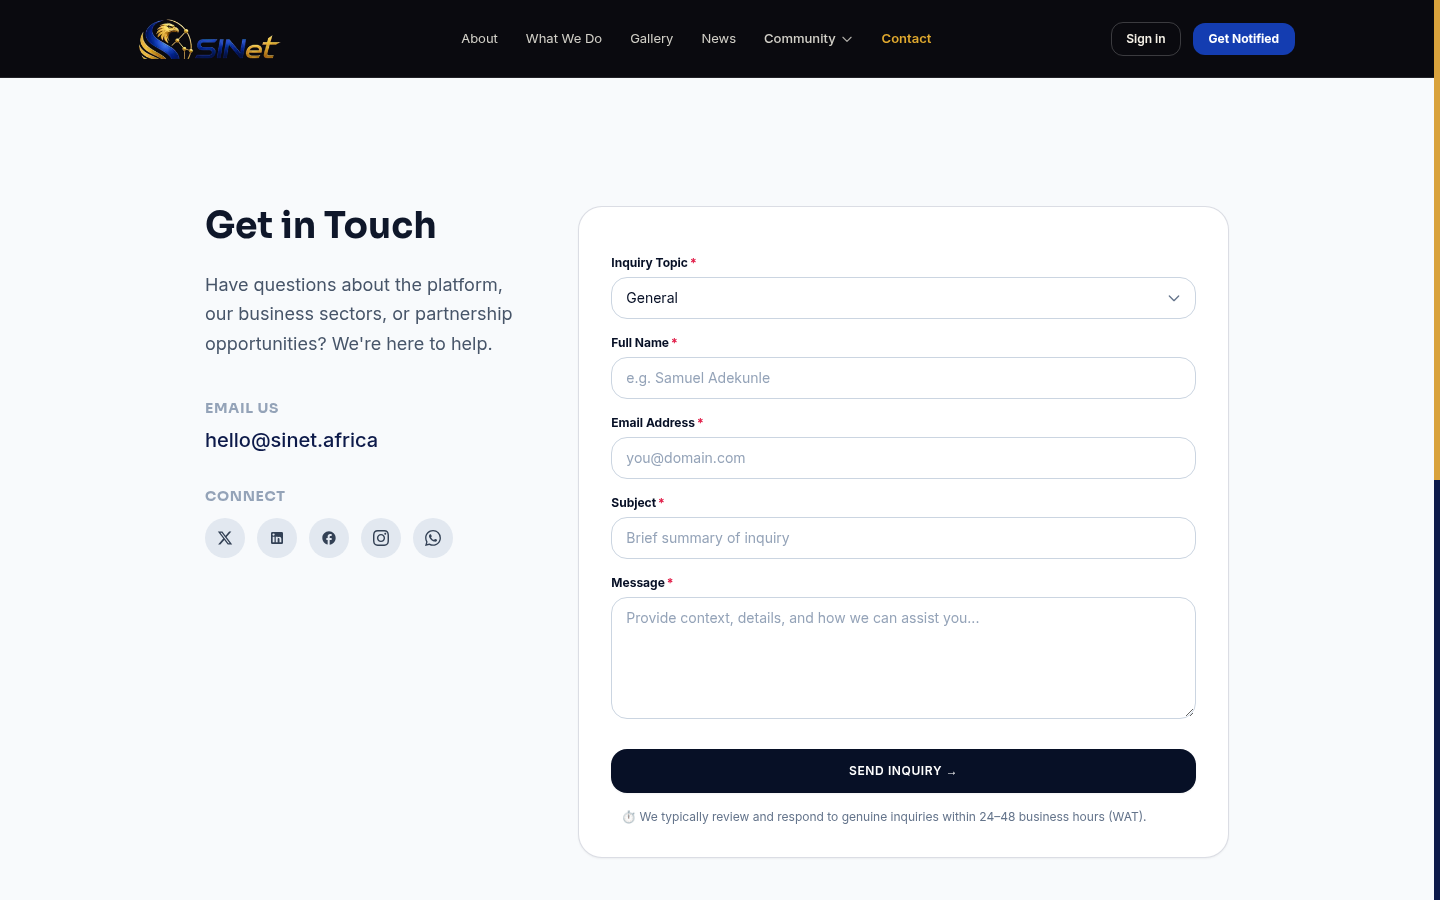 SINet
About
What We Do
Gallery
News
Community
Contact
Sign In
Get Notified
Get in Touch
Have questions about the platform,
our business sectors, or partnership
opportunities? We're here to help.
EMAIL US
hello@sinet.africa
CONNECT
Inquiry Topic *
General
Full Name *
e.g. Samuel Adekunle
Email Address *
you@domain.com
Subject *
Brief summary of inquiry
Message *
Provide context, details, and how we can assist you...
SEND INQUIRY →
⏱️ We typically review and respond to genuine inquiries within 24–48 business hours (WAT).